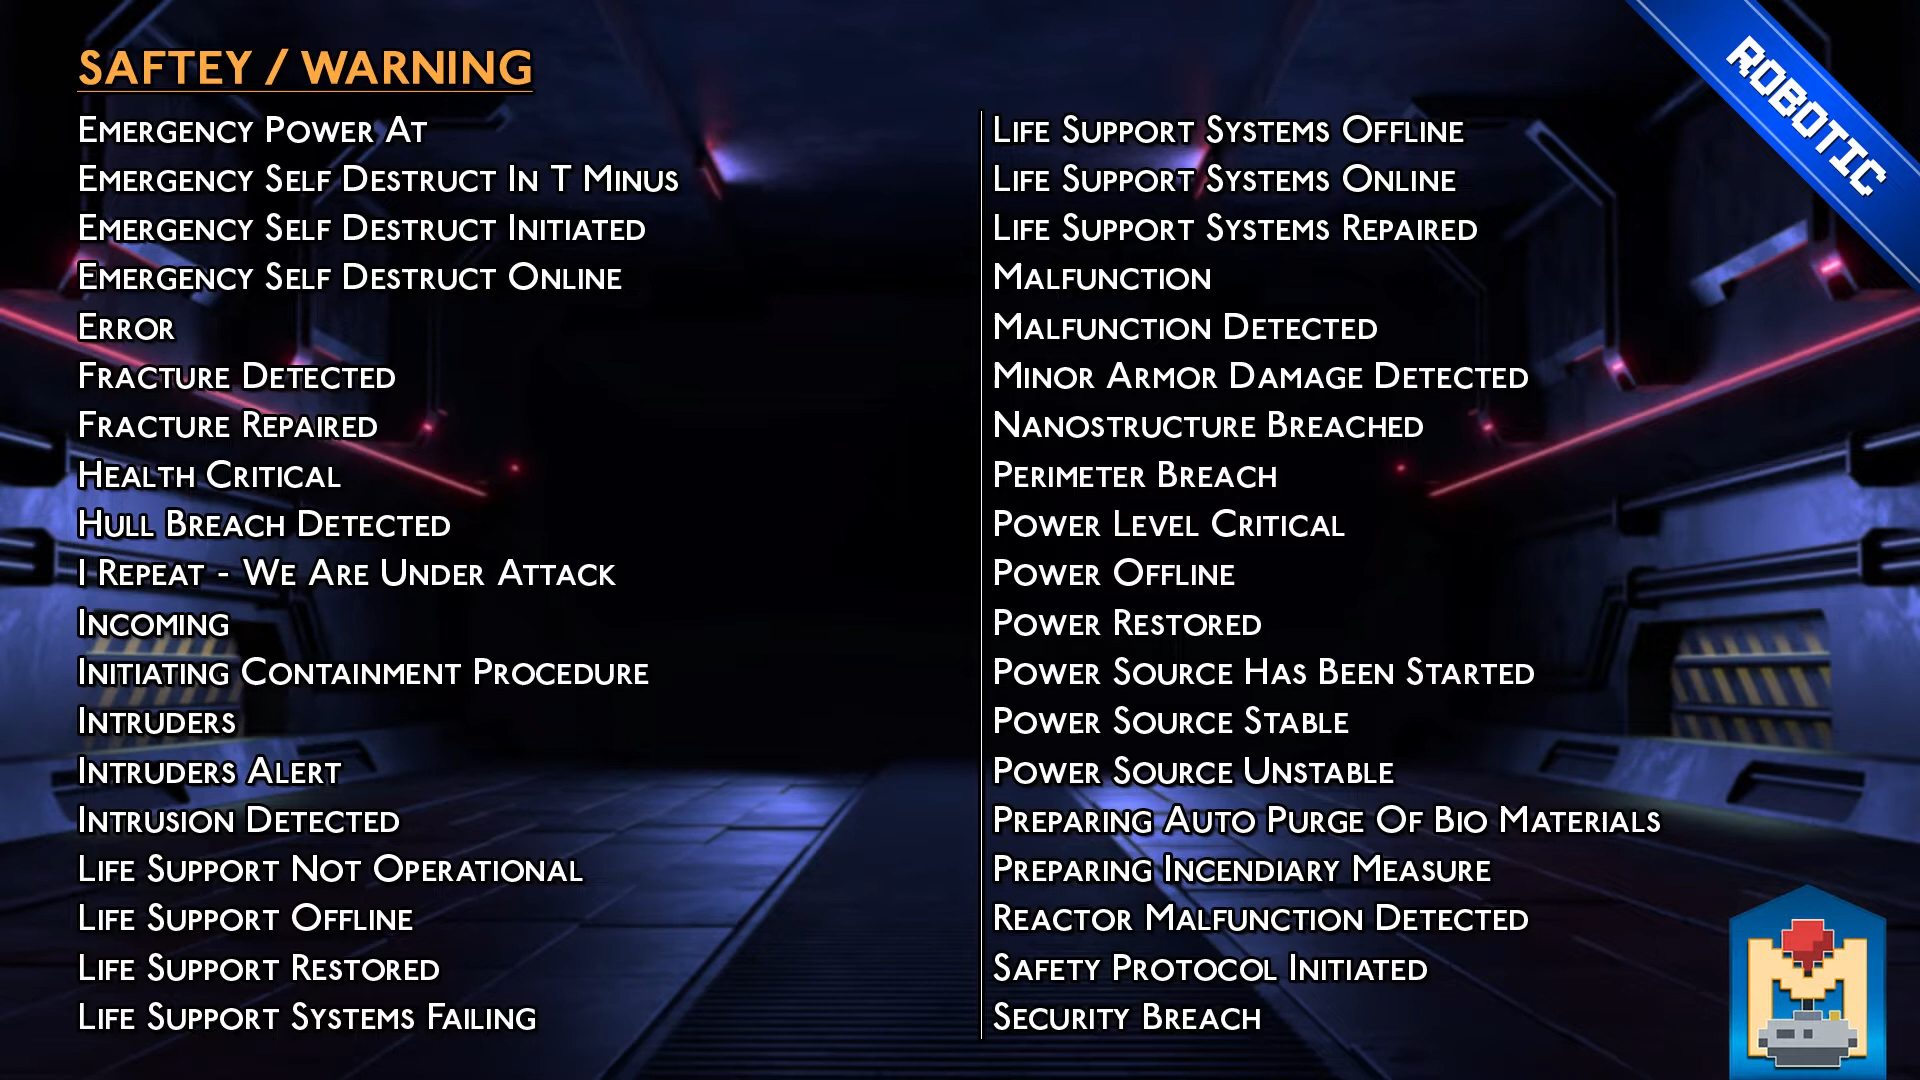 SAFTEY / WARNING
EMERGENCY POWER AT
EMERGENCY SELF DESTRUCT IN T MINUS
EMERGENCY SELF DESTRUCT INITIATED
EMERGENCY SELF DESTRUCT ONLINE
ERROR
FRACTURE DETECTED
FRACTURE REPAIRED
HEALTH CRITICAL
HULL BREACH DETECTED
I REPEAT - WE ARE UNDER ATTACK
INCOMING
INITIATING CONTAINMENT PROCEDURE
INTRUDERS
INTRUDERS ALERT
INTRUSION DETECTED
LIFE SUPPORT NOT OPERATIONAL
LIFE SUPPORT OFFLINE
LIFE SUPPORT RESTORED
LIFE SUPPORT SYSTEMS FAILING
LIFE SUPPORT SYSTEMS OFFLINE
LIFE SUPPORT SYSTEMS ONLINE
LIFE SUPPORT SYSTEMS REPAIRED
MALFUNCTION
MALFUNCTION DETECTED
MINOR ARMOR DAMAGE DETECTED
NANOSTRUCTURE BREACHED
PERIMETER BREACH
POWER LEVEL CRITICAL
POWER OFFLINE
POWER RESTORED
POWER SOURCE HAS BEEN STARTED
POWER SOURCE STABLE
POWER SOURCE UNSTABLE
PREPARING AUTO PURGE OF BIO MATERIALS
PREPARING INCENDIARY MEASURE
REACTOR MALFUNCTION DETECTED
SAFETY PROTOCOL INITIATED
SECURITY BREACH
ROBOTIC